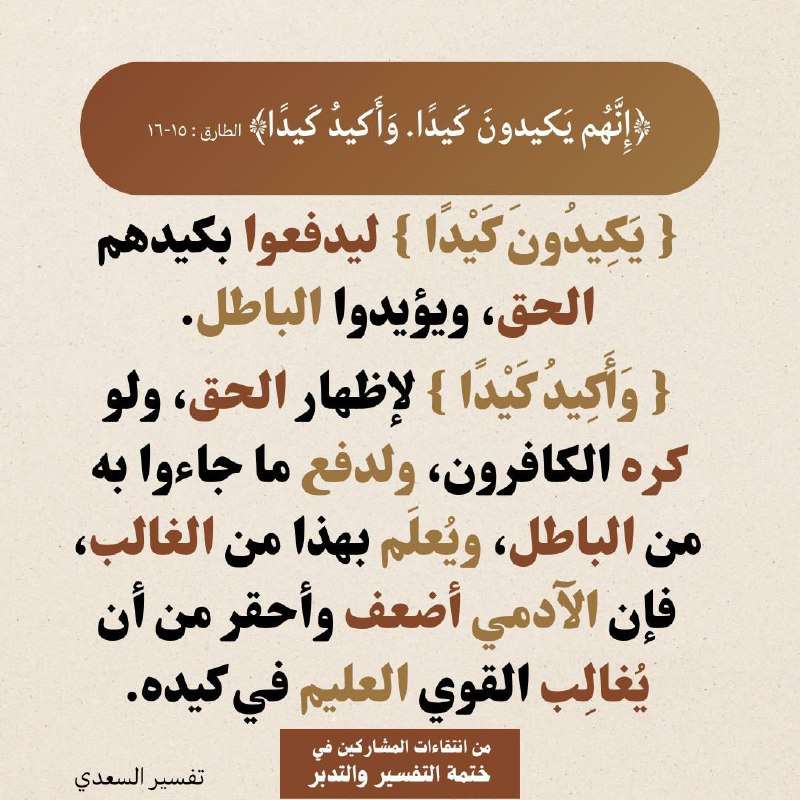 ﴿إِنَّهُم يَكيدونَ كَيدًا. وَأَكيدُ كَيدًا﴾ الطارق : ١٥-١٦
{ يَكِيدُونَ كَيْدًا } ليدفعوا بكيدهم
الحق، ويؤيدوا الباطل.
{ وَأَكِيدُ كَيْدًا } لإظهار الحق، ولو
كره الكافرون، ولدفع ما جاءوا به
من الباطل، ويُعلَم بهذا من الغالب،
فإن الآدمي أضعف وأحقر من أن
يُغالِب القوي العليم في كيده.
من انتقاءات المشاركين في
ختمة التفسير والتدبر
تفسير السعدي